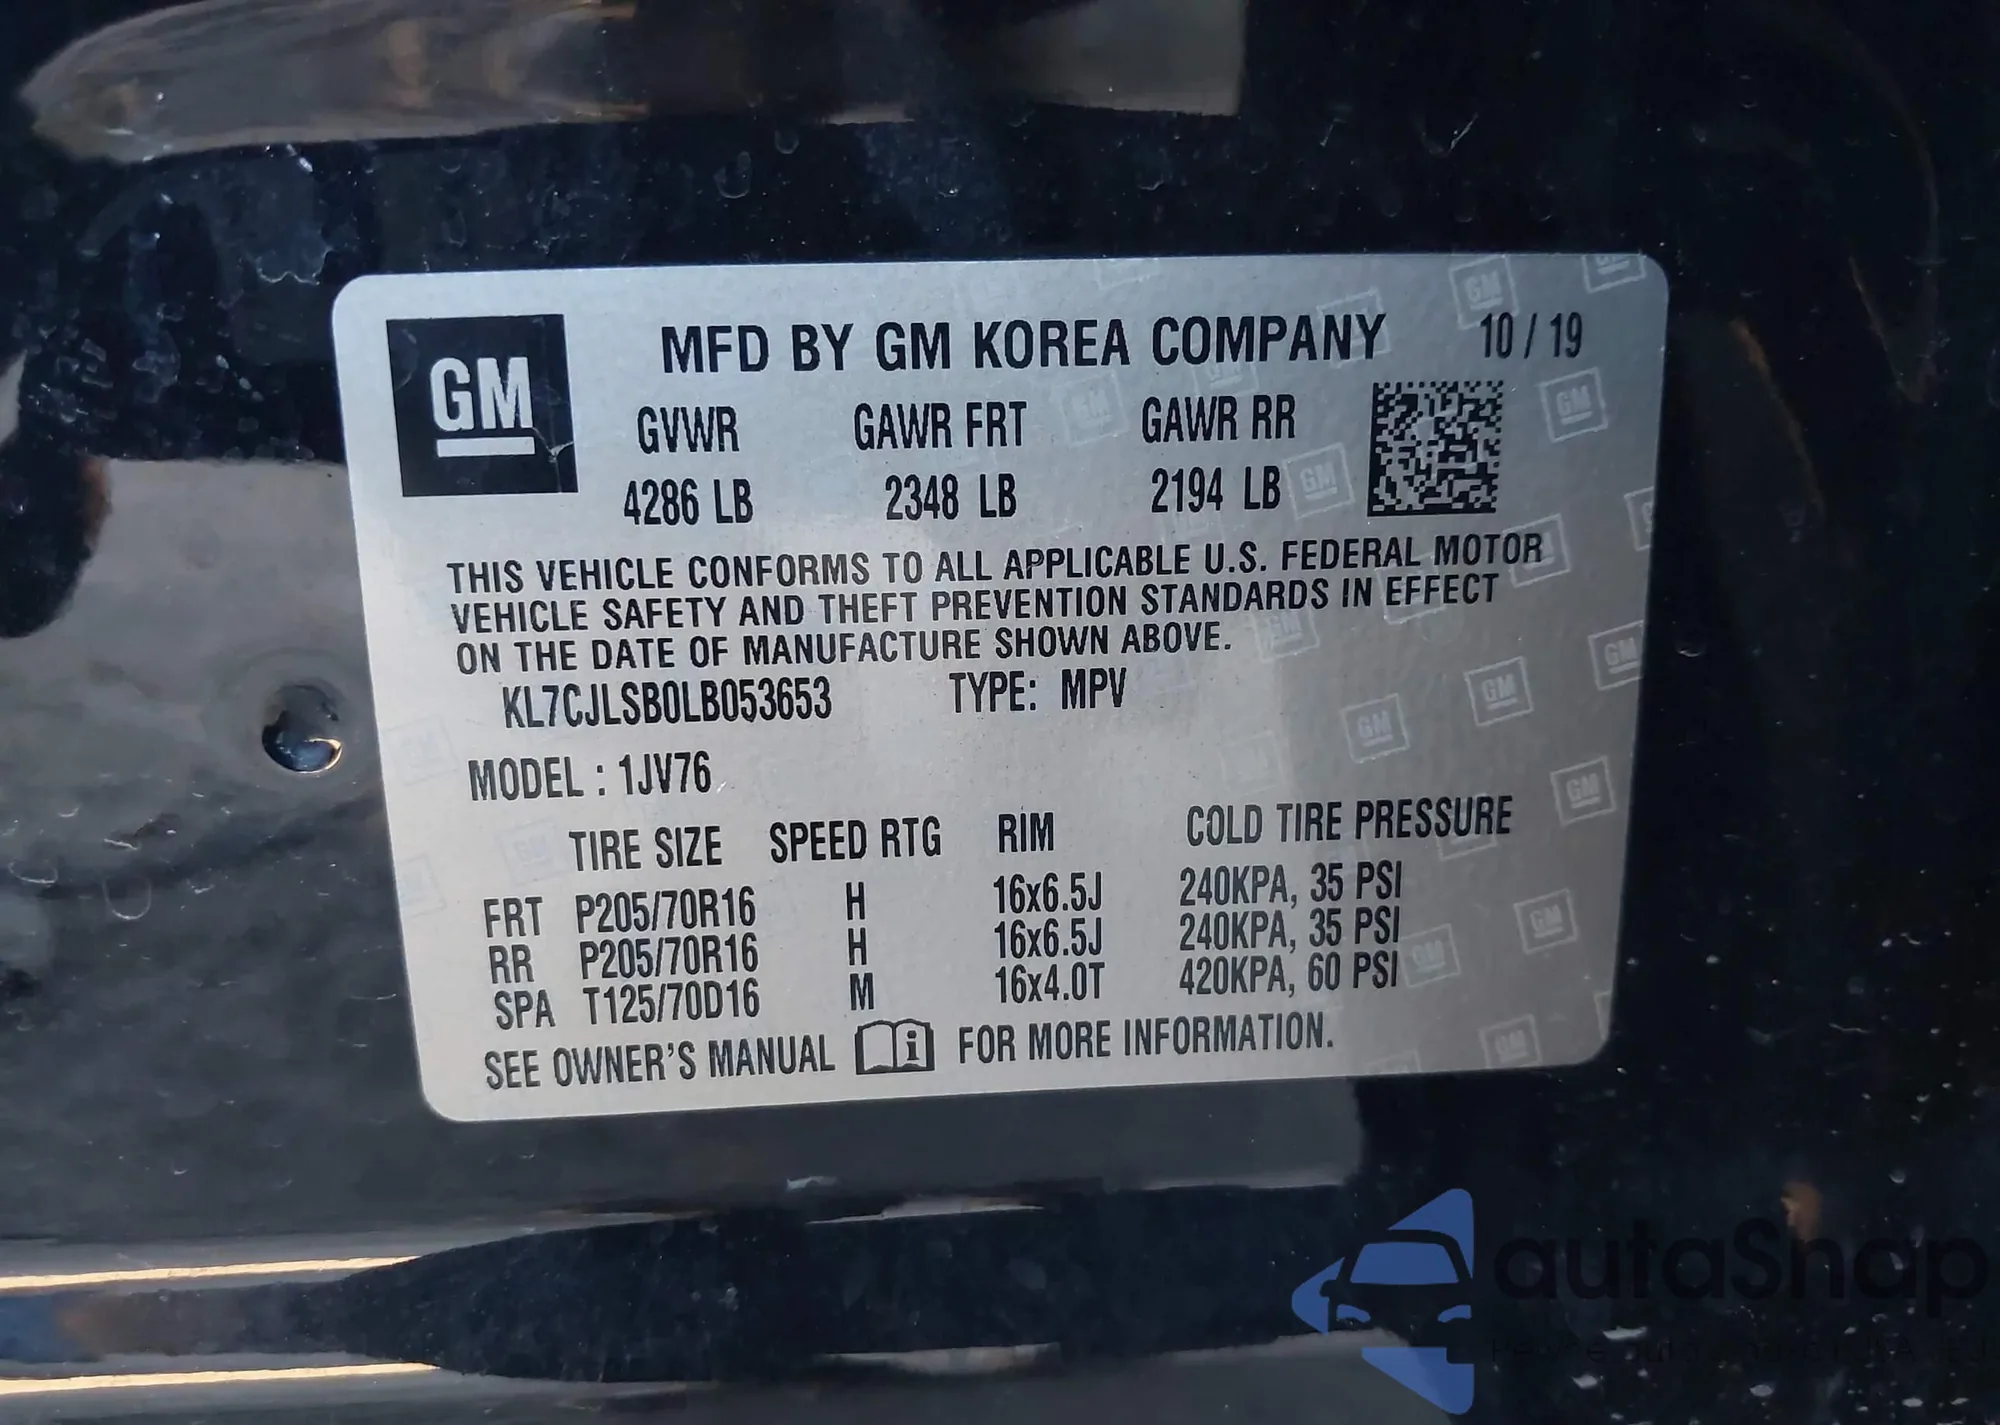 GM
MFD BY GM KOREA COMPANY 10 / 19
GVWR GAWR FRT GAWR RR
4286 LB 2348 LB 2194 LB
THIS VEHICLE CONFORMS TO ALL APPLICABLE U.S. FEDERAL MOTOR
VEHICLE SAFETY AND THEFT PREVENTION STANDARDS IN EFFECT
ON THE DATE OF MANUFACTURE SHOWN ABOVE.
KL7CJLSB0LB053653 TYPE: MPV
MODEL : 1JV76
TIRE SIZE SPEED RTG RIM COLD TIRE PRESSURE
FRT P205/70R16 H 16x6.5J 240KPA, 35 PSI
RR P205/70R16 H 16x6.5J 240KPA, 35 PSI
SPA T125/70D16 M 16x4.0T 420KPA, 60 PSI
SEE OWNER'S MANUAL FOR MORE INFORMATION.
autaSnap